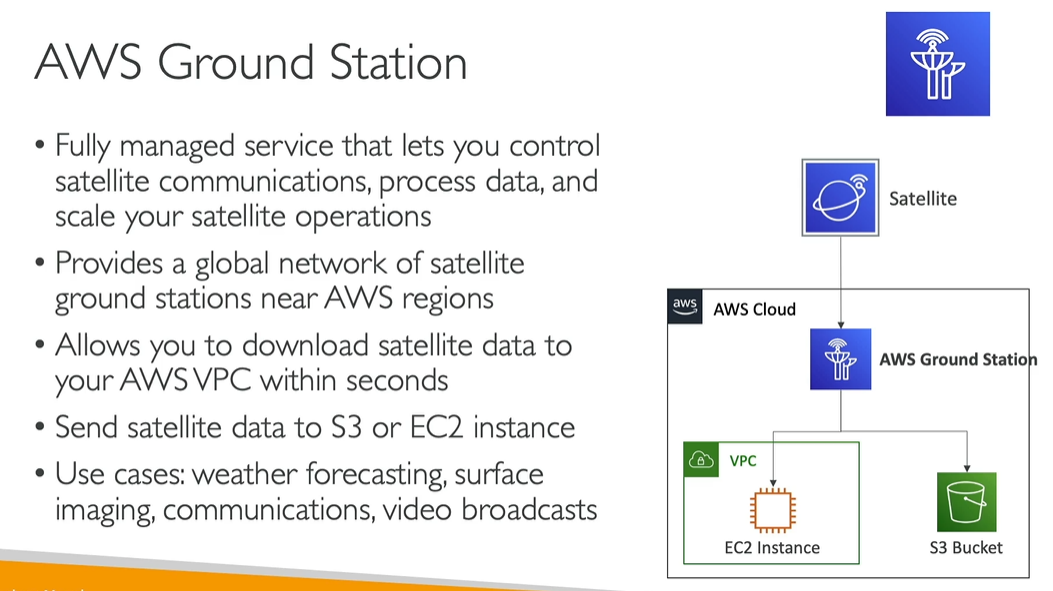 AWS Ground Station
• Fully managed service that lets you control
satellite communications, process data, and
scale your satellite operations
• Provides a global network of satellite
ground stations near AWS regions
• Allows you to download satellite data to
your AWS VPC within seconds
• Send satellite data to S3 or EC2 instance
• Use cases: weather forecasting, surface
imaging, communications, video broadcasts
Satellite
aws
AWS Cloud
AWS Ground Station
VPC
EC2 Instance
S3 Bucket